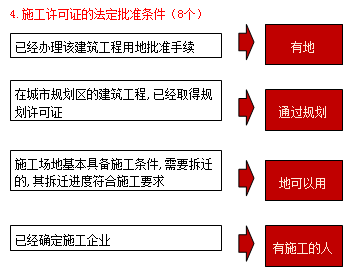 4.施工许可证的法定批准条件（8个）
已经办理该建筑工程用地批准手续
有地
在城市规划区的建筑工程,已经取得规
划许可证
通过规划
施工场地基本具备施工条件,需要拆迁
的,其拆迁进度符合施工要求
地可以用
已经确定施工企业
有施工的人